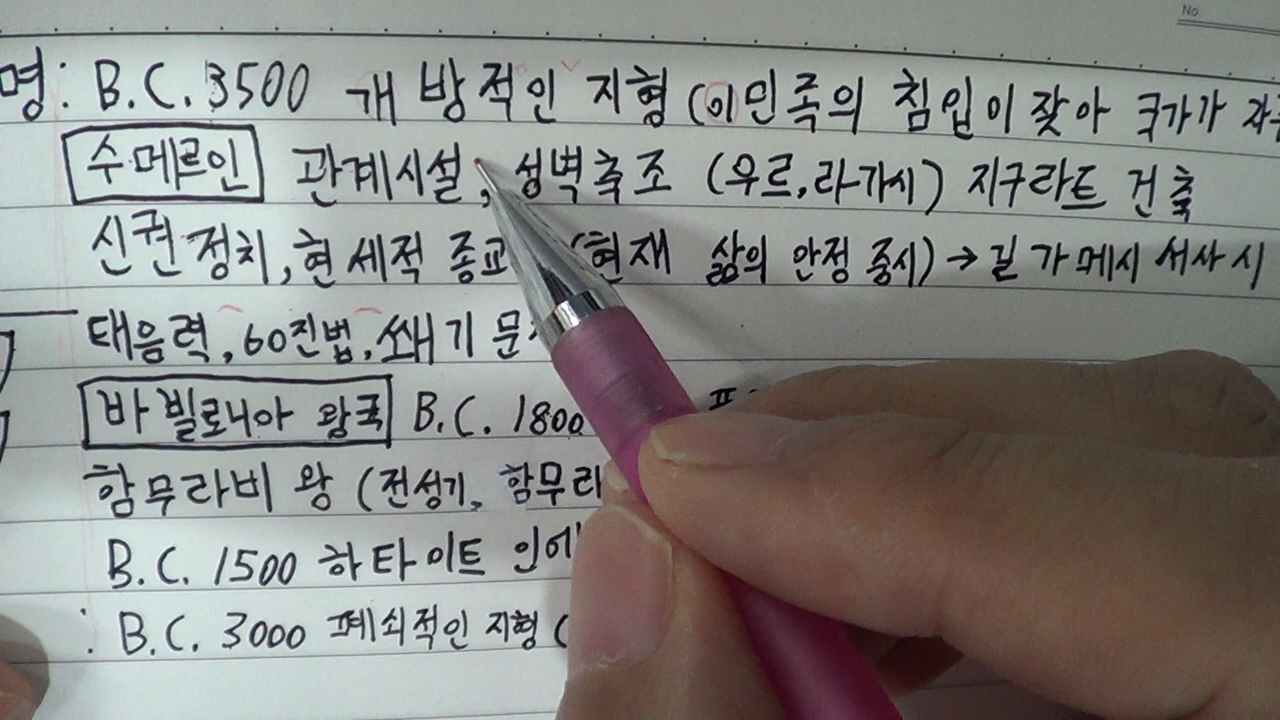 No
명: B.C. 3500 개방적인 지형 (이민족의 침입이 잦아 국가가
수메르인 관계시설, 성벽축조 (우르, 라가시) 지구라트 건축
신권정치, 현세적 종교 (현재 삶의 안정 중시) → 길가메시 서사시
태음력, 60진법, 쐐기 문
바빌로니아 왕국 B.C. 1800
함무라비 왕 (전성기, 함무라
B.C. 1500 하타이트 인에
: B.C. 3000 폐쇠적인 지형 (